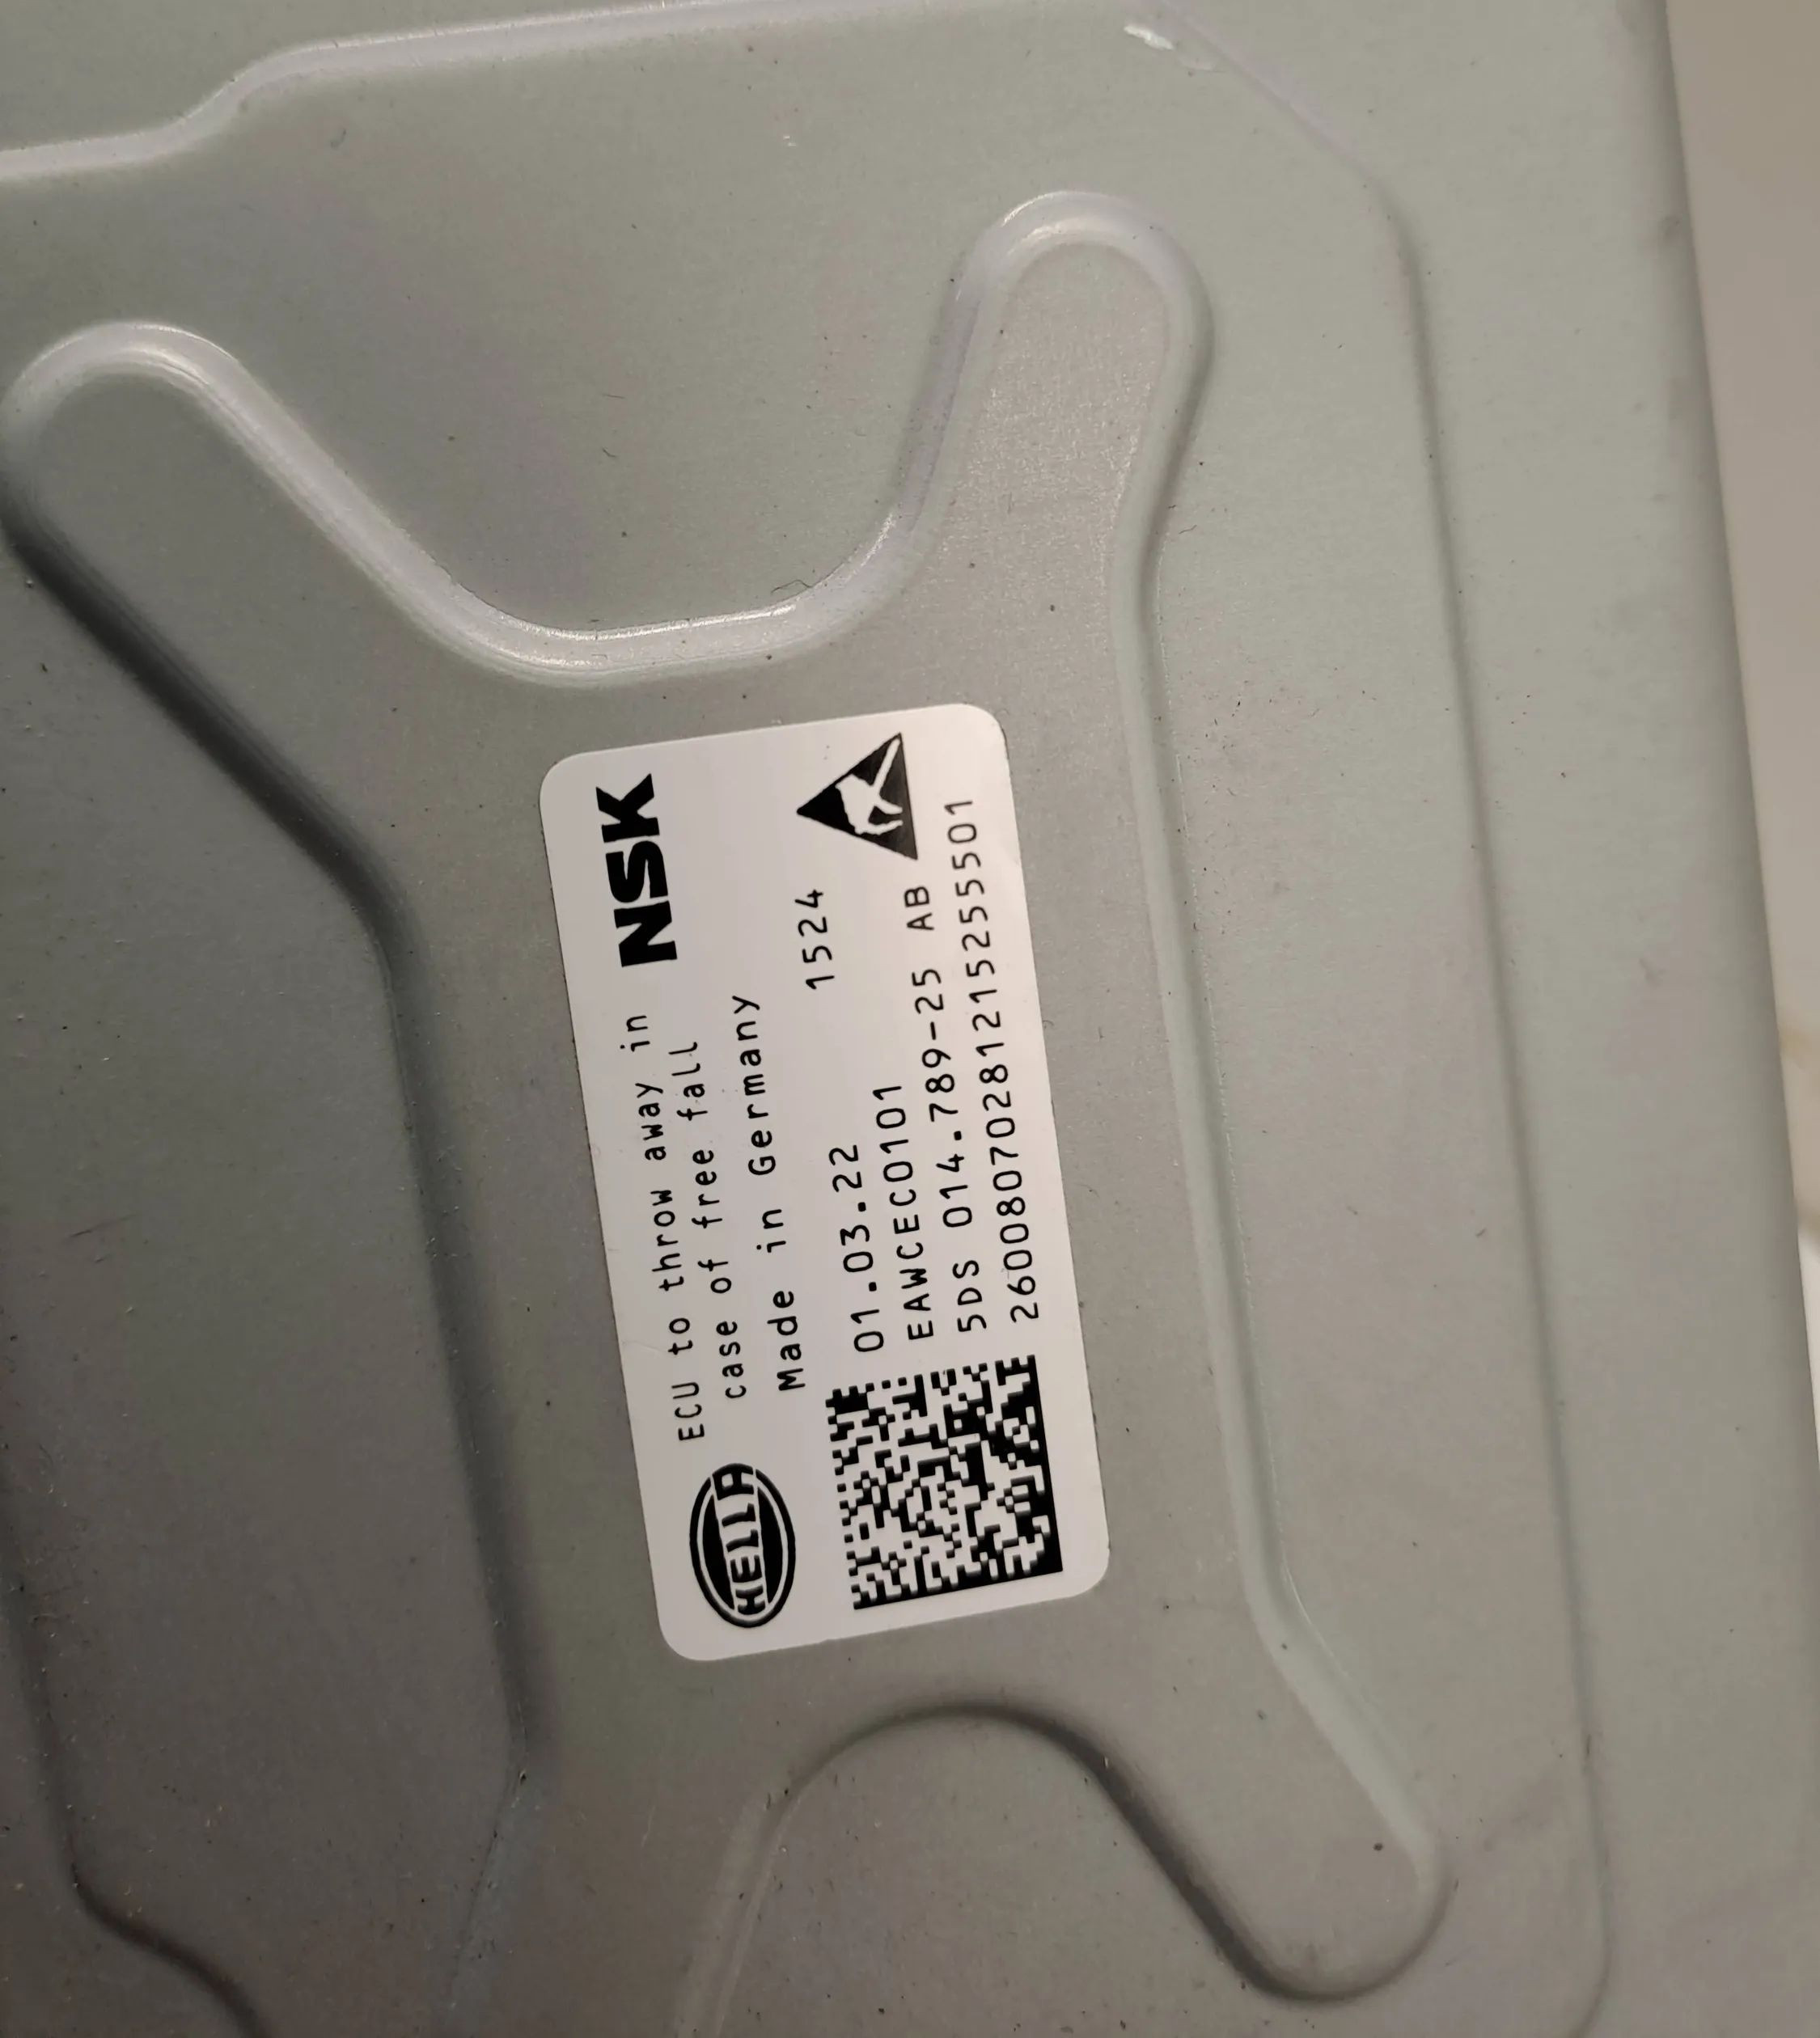 HELLA
ECU to throw away in
case of free fall
NSK
Made in Germany
1524
01.03.22
EAWCEC0101
5DS 014.789-25 AB
26008070281215255501